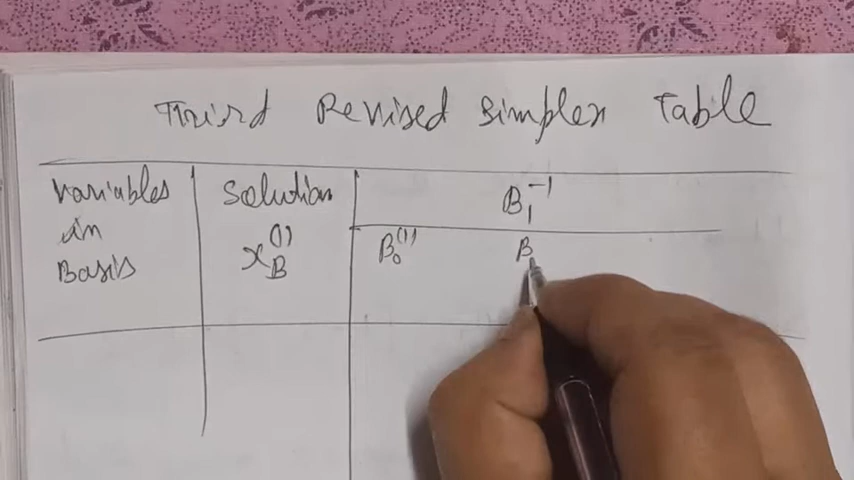 Third Revised Simplex Table
Variables in Basis
Solution x_B^(1)
B_1^-1
β_0^(1) β